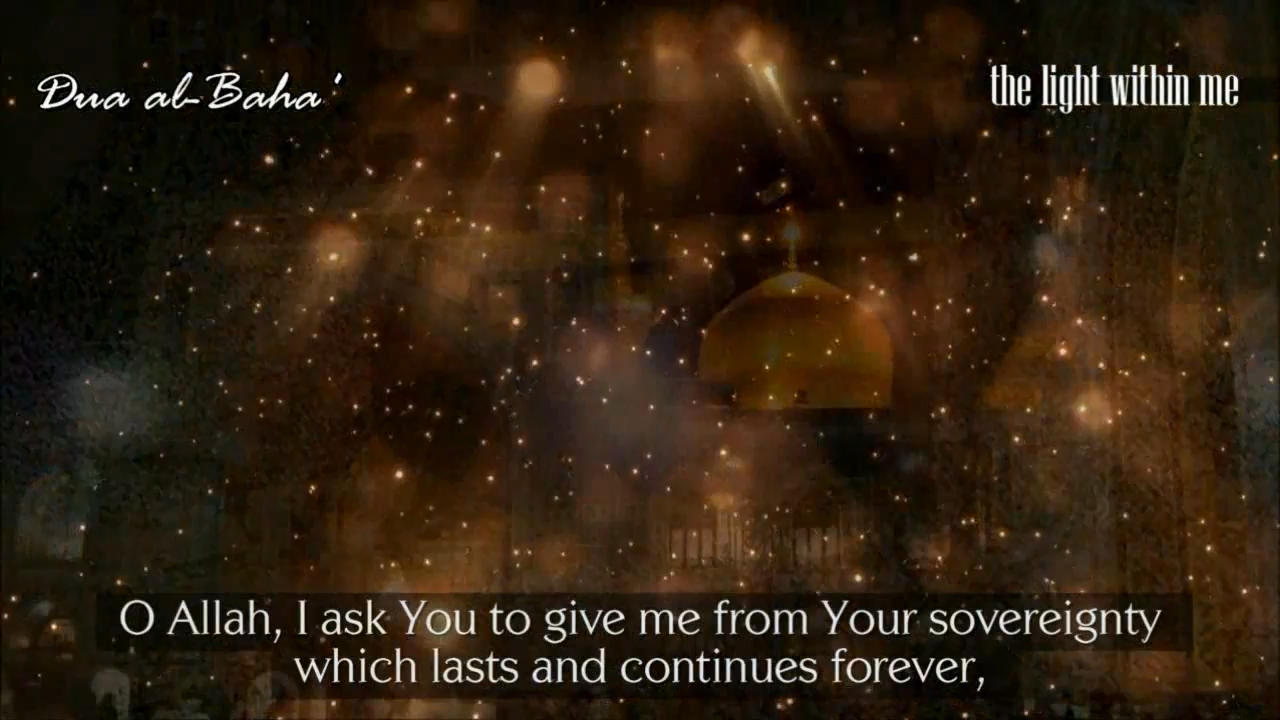 Dua al-Baha'
the light within me
O Allah, I ask You to give me from Your sovereignty
which lasts and continues forever,